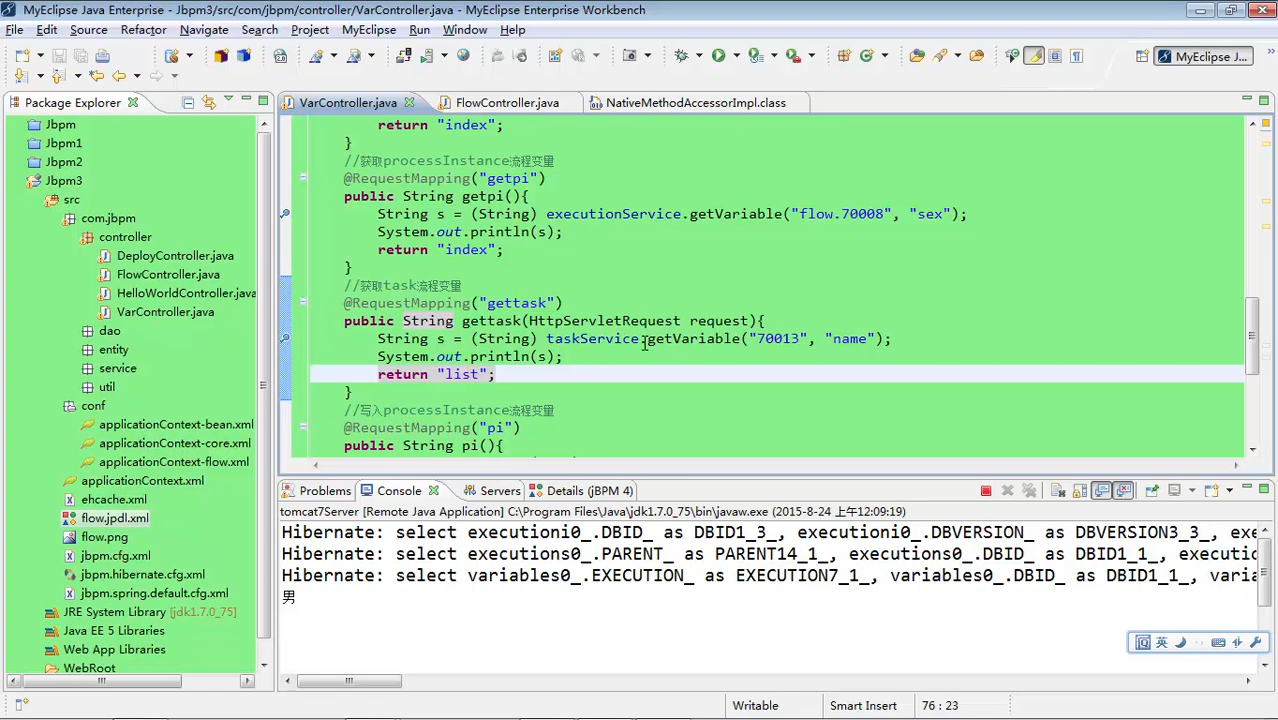 MyEclipse Java Enterprise - Jbpm3/src/com/jbpm/controller/VarController.java - MyEclipse Enterprise Workbench
File Edit Source Refactor Navigate Search Project MyEclipse Run Window Help
MyEclipse J...
Package Explorer
VarController.java FlowController.java NativeMethodAccessorImpl.class
Jbpm
Jbpm1
Jbpm2
Jbpm3
src
com.jbpm
controller
DeployController.java
FlowController.java
HelloWorldController.java
VarController.java
dao
entity
service
util
conf
applicationContext-bean.xml
applicationContext-core.xml
applicationContext-flow.xml
applicationContext.xml
ehcache.xml
flow.jpdl.xml
flow.png
jbpm.cfg.xml
jbpm.hibernate.cfg.xml
jbpm.spring.default.cfg.xml
JRE System Library [jdk1.7.0_75]
Java EE 5 Libraries
Web App Libraries
WebRoot
return "index";
}
//获取processInstance流程变量
@RequestMapping("getpi")
public String getpi(){
String s = (String) executionService.getVariable("flow.70008", "sex");
System.out.println(s);
return "index";
}
//获取task流程变量
@RequestMapping("gettask")
public String gettask(HttpServletRequest request){
String s = (String) taskService.getVariable("70013", "name");
System.out.println(s);
return "list";
}
//写入processInstance流程变量
@RequestMapping("pi")
public String pi(){
Problems Console Servers Details (jBPM 4)
tomcat7Server [Remote Java Application] C:\Program Files\Java\jdk1.7.0_75\bin\javaw.exe (2015-8-24 上午12:09:19)
Hibernate: select executioni0_.DBID_ as DBID1_3_, executioni0_.DBVERSION_ as DBVERSION3_3_, exe
Hibernate: select executions0_.PARENT_ as PARENT14_1_, executions0_.DBID_ as DBID1_1_, executi
Hibernate: select variables0_.EXECUTION_ as EXECUTION7_1_, variables0_.DBID_ as DBID1_1_, varia
男
英
Writable Smart Insert 76 : 23